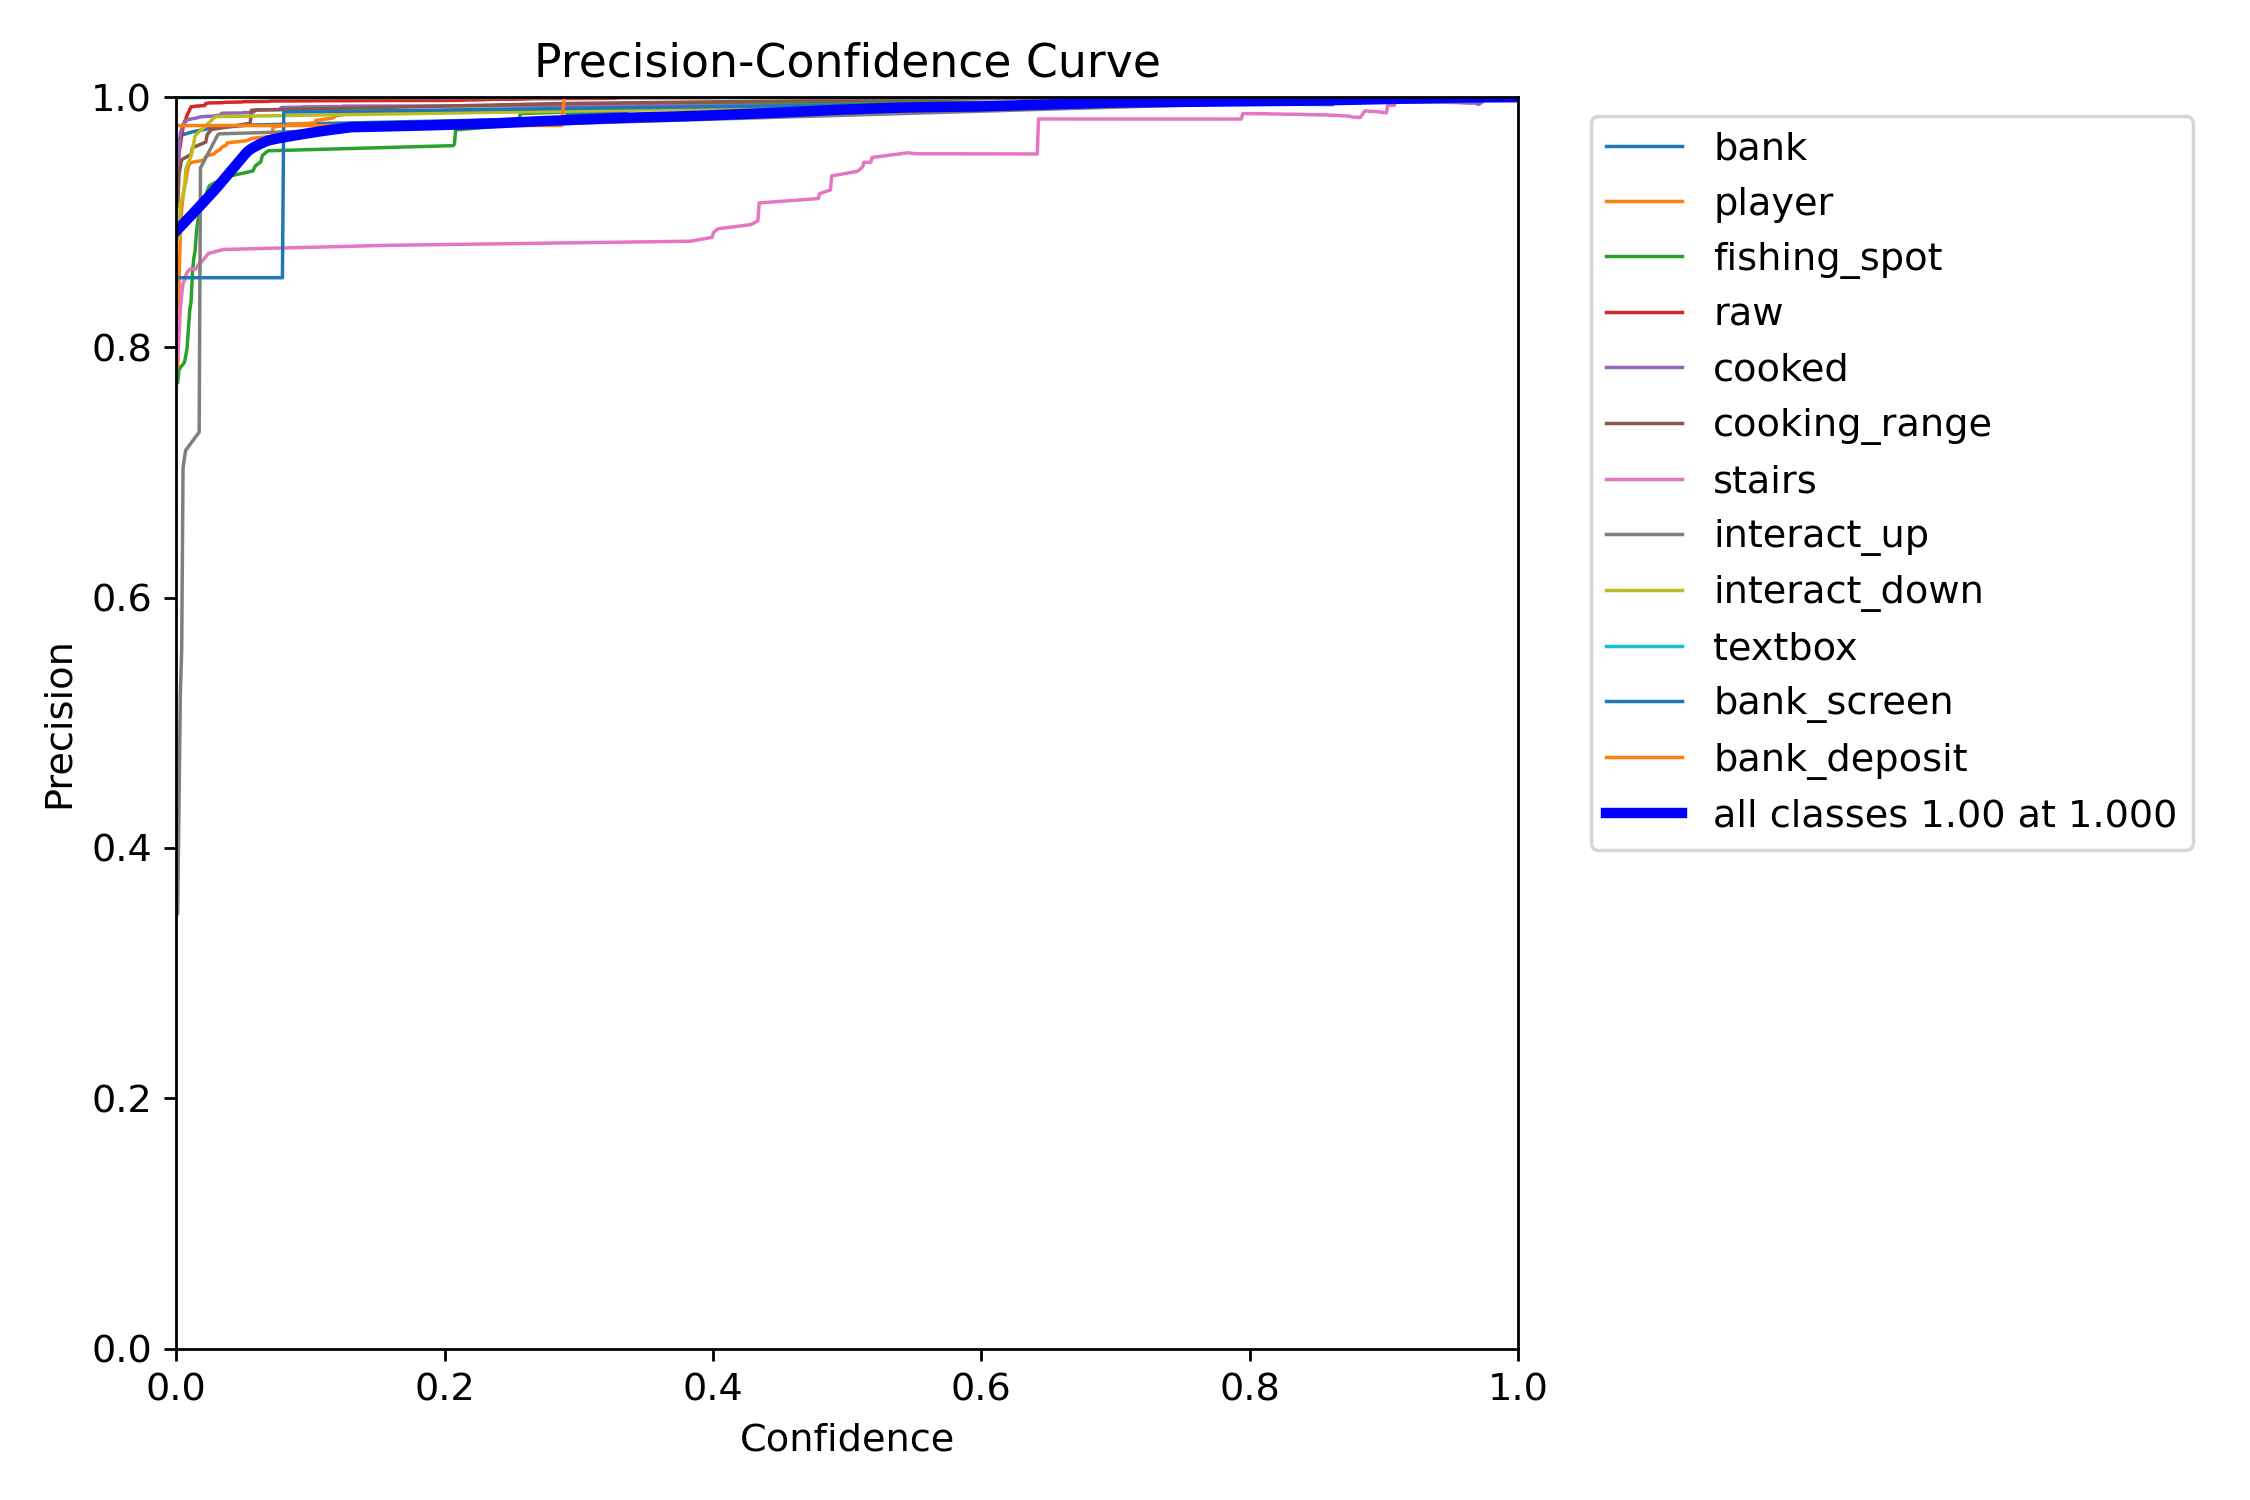 Precision-Confidence Curve
1.0
0.8
0.6
0.4
0.2
0.0
Precision
0.0 0.2 0.4 0.6 0.8 1.0
Confidence
bank
player
fishing_spot
raw
cooked
cooking_range
stairs
interact_up
interact_down
textbox
bank_screen
bank_deposit
all classes 1.00 at 1.000